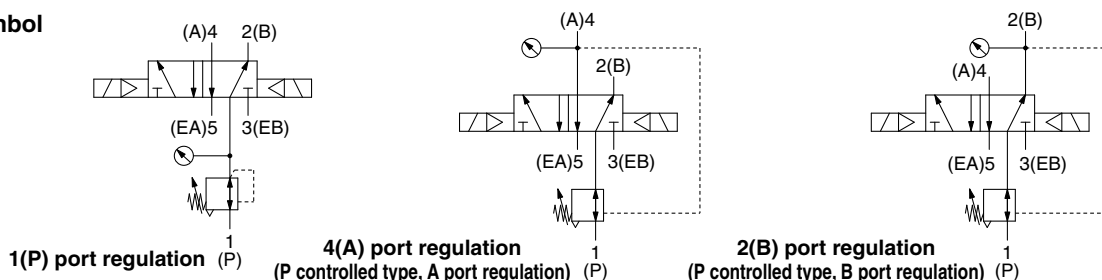 nbol
(A)4 2(B)
(EA)5 3(EB)
1
(P)
1(P) port regulation
(A)4
2(B)
(EA)5 3(EB)
1
(P)
4(A) port regulation
(P controlled type, A port regulation)
2(B)
(A)4
(EA)5 3(EB)
1
(P)
2(B) port regulation
(P controlled type, B port regulation)